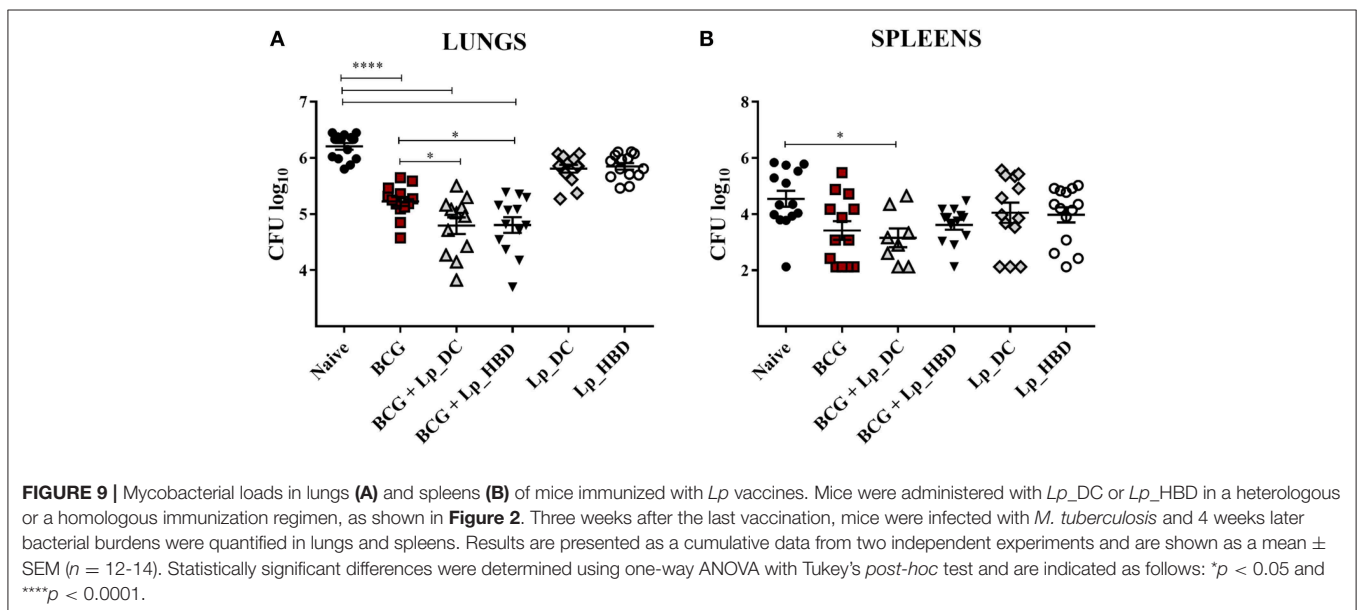 A
LUNGS
****
*
*
CFU log10
7
6
5
4
Naive
BCG
BCG + Lp_DC
BCG + Lp_HBD
Lp_DC
Lp_HBD
B
SPLEENS
*
CFU log10
8
6
4
2
Naive
BCG
BCG + Lp_DC
BCG + Lp_HBD
Lp_DC
Lp_HBD
FIGURE 9 | Mycobacterial loads in lungs (A) and spleens (B) of mice immunized with Lp vaccines. Mice were administered with Lp_DC or Lp_HBD in a heterologous
or a homologous immunization regimen, as shown in Figure 2. Three weeks after the last vaccination, mice were infected with M. tuberculosis and 4 weeks later
bacterial burdens were quantified in lungs and spleens. Results are presented as a cumulative data from two independent experiments and are shown as a mean ±
SEM (n = 12-14). Statistically significant differences were determined using one-way ANOVA with Tukey's post-hoc test and are indicated as follows: *p < 0.05 and
****p < 0.0001.